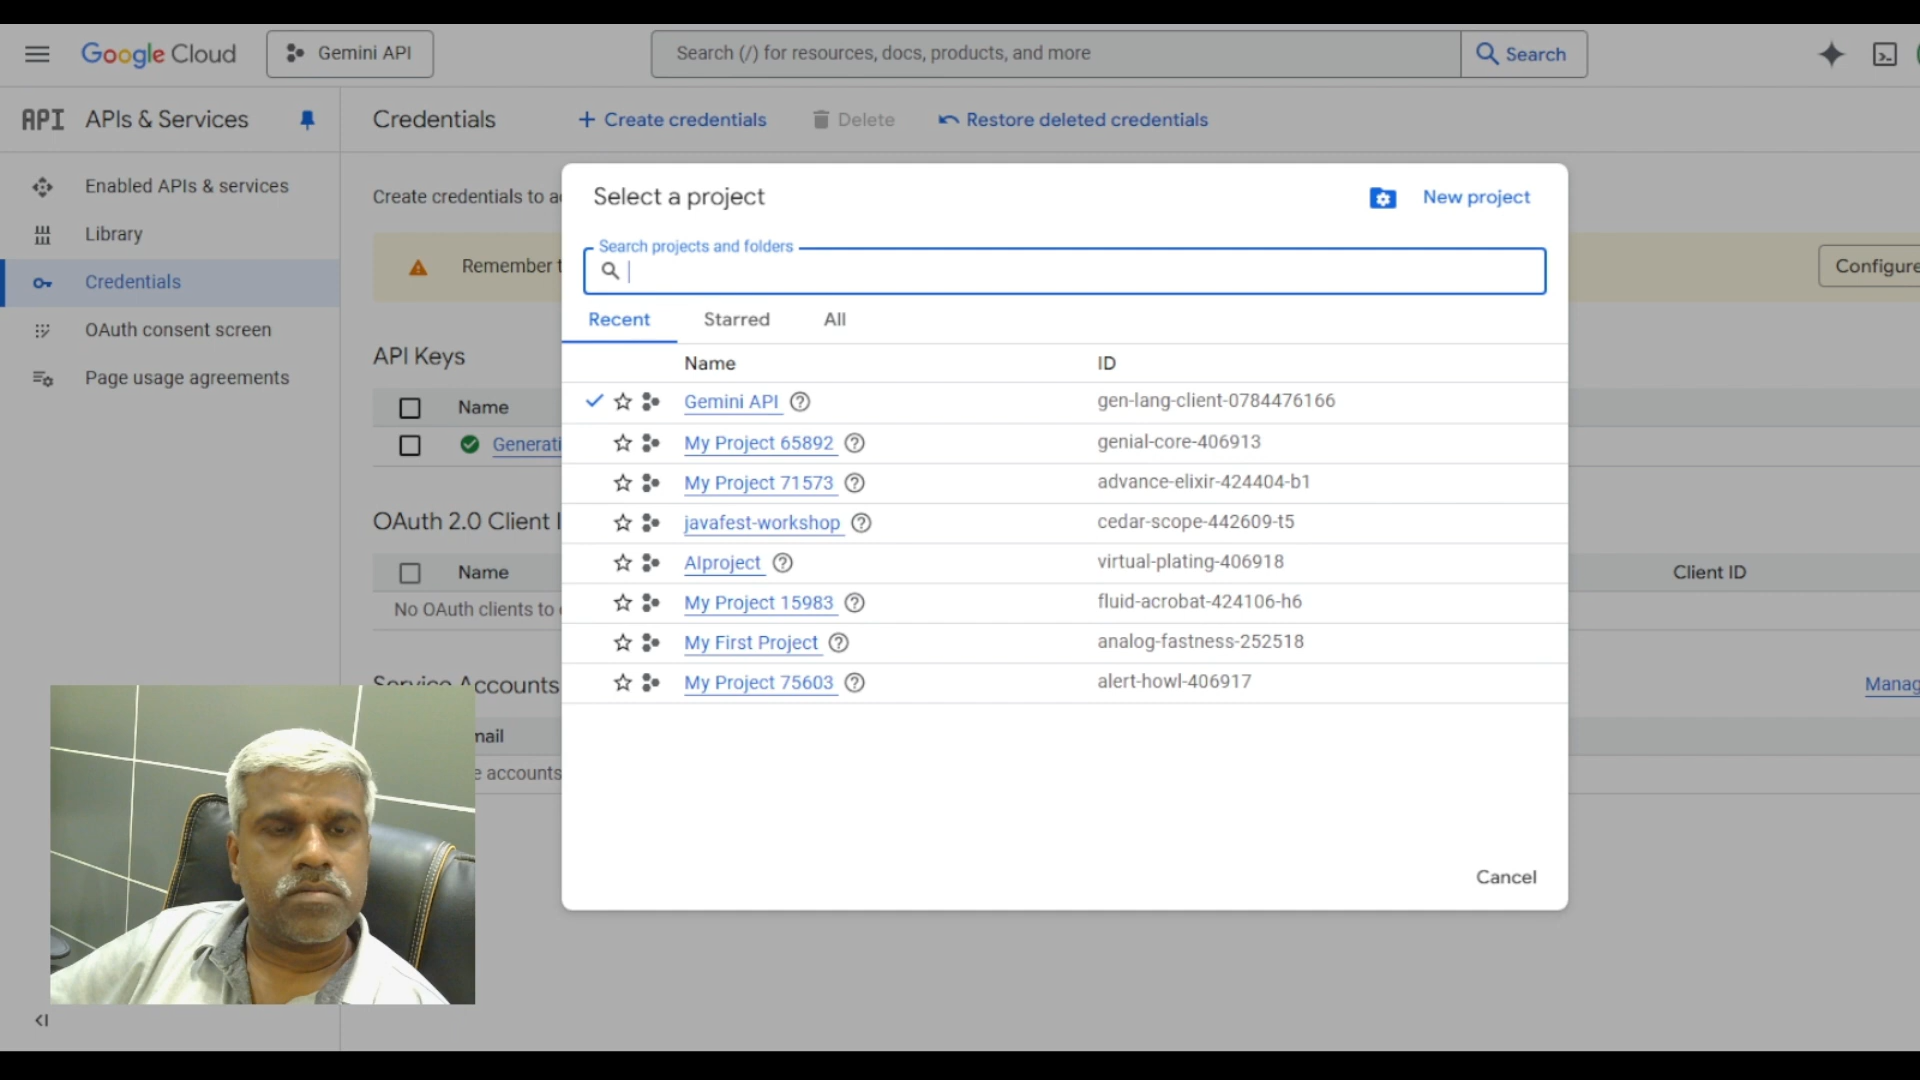 Google Cloud
Gemini API
Search (/) for resources, docs, products, and more
Search
API APIs & Services
Credentials
Create credentials
Delete
Restore deleted credentials
Enabled APIs & services
Library
Credentials
OAuth consent screen
Page usage agreements
Create credentials to a
Remember t
Configure
API Keys
Name
Generati
OAuth 2.0 Client I
Name
Client ID
No OAuth clients to
Service Accounts
Manag
mail
e accounts
Select a project
New project
Search projects and folders
Recent
Starred
All
Name
ID
Gemini API
gen-lang-client-0784476166
My Project 65892
genial-core-406913
My Project 71573
advance-elixir-424404-b1
javafest-workshop
cedar-scope-442609-t5
AIproject
virtual-plating-406918
My Project 15983
fluid-acrobat-424106-h6
My First Project
analog-fastness-252518
My Project 75603
alert-howl-406917
Cancel